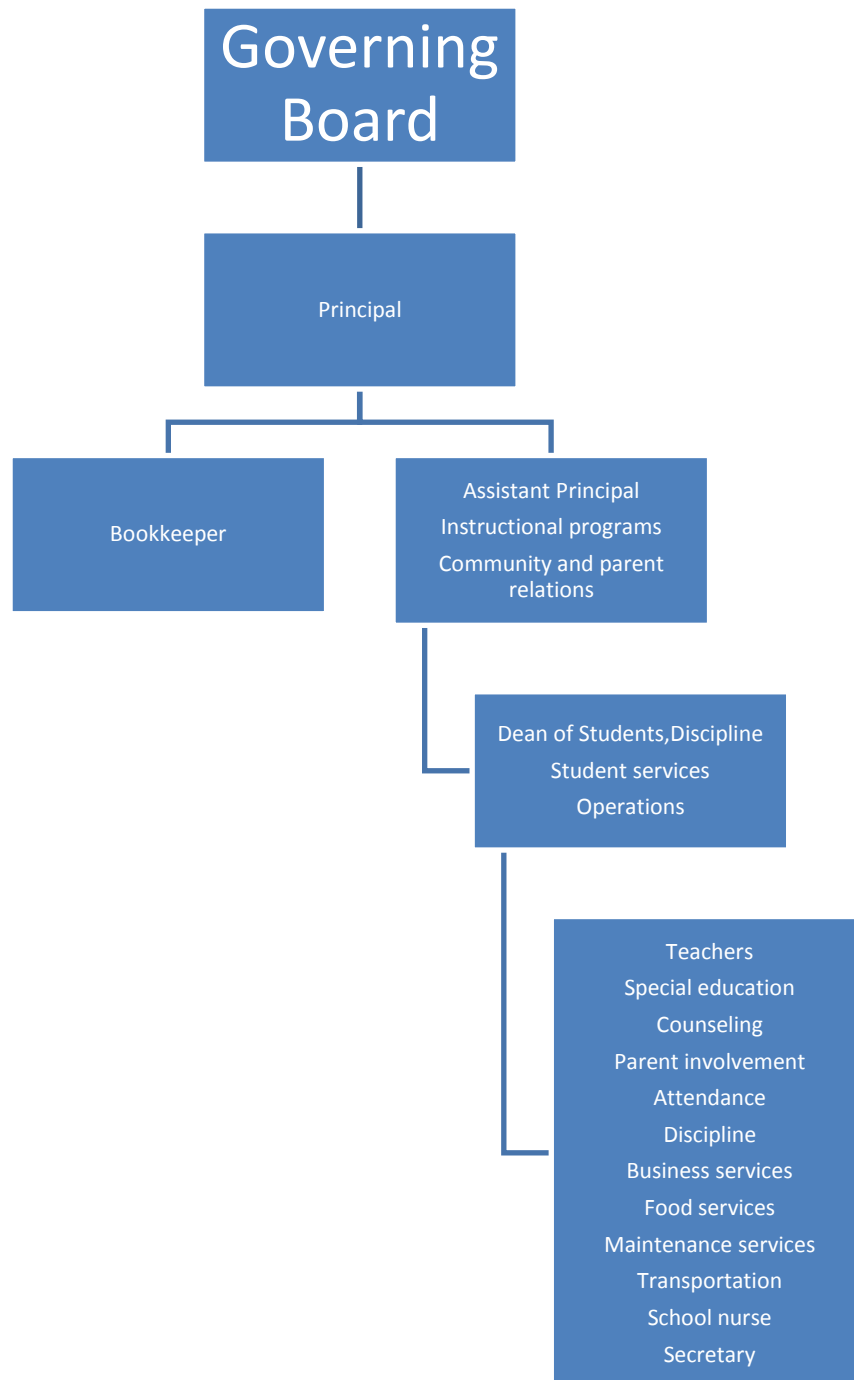 Governing
Board
Principal
Bookkeeper
Assistant Principal
Instructional programs
Community and parent
relations
Dean of Students,Discipline
Student services
Operations
Teachers
Special education
Counseling
Parent involvement
Attendance
Discipline
Business services
Food services
Maintenance services
Transportation
School nurse
Secretary